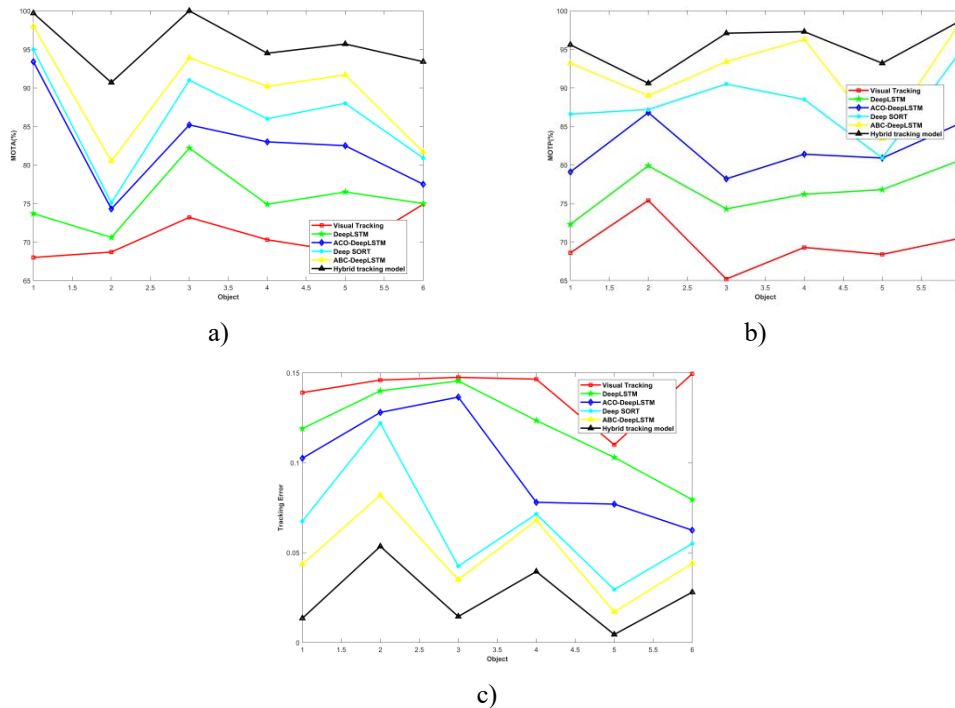 100
95
90
85
80
75
70
65
MOTA(%)
1 1.5 2 2.5 3 3.5 4 4.5 5 5.5 6
Object
Visual Tracking
DeepLSTM
ACO-DeepLSTM
Deep SORT
ABC-DeepLSTM
Hybrid tracking model
a)
100
95
90
85
80
75
70
65
MOTP(%)
1 1.5 2 2.5 3 3.5 4 4.5 5 5.5
Object
Visual Tracking
DeepLSTM
ACO-DeepLSTM
Deep SORT
ABC-DeepLSTM
Hybrid tracking model
b)
0.15
0.1
0.05
0
Tracking Error
1 1.5 2 2.5 3 3.5 4 4.5 5 5.5 6
Object
Visual Tracking
DeepLSTM
ACO-DeepLSTM
Deep SORT
ABC-DeepLSTM
Hybrid tracking model
c)